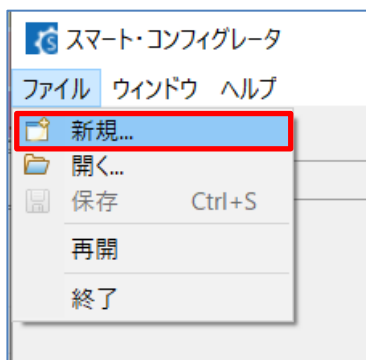 スマート・コンフィグレータ
ファイル ウィンドウ ヘルプ
新規...
開く...
保存 Ctrl+S
再開
終了